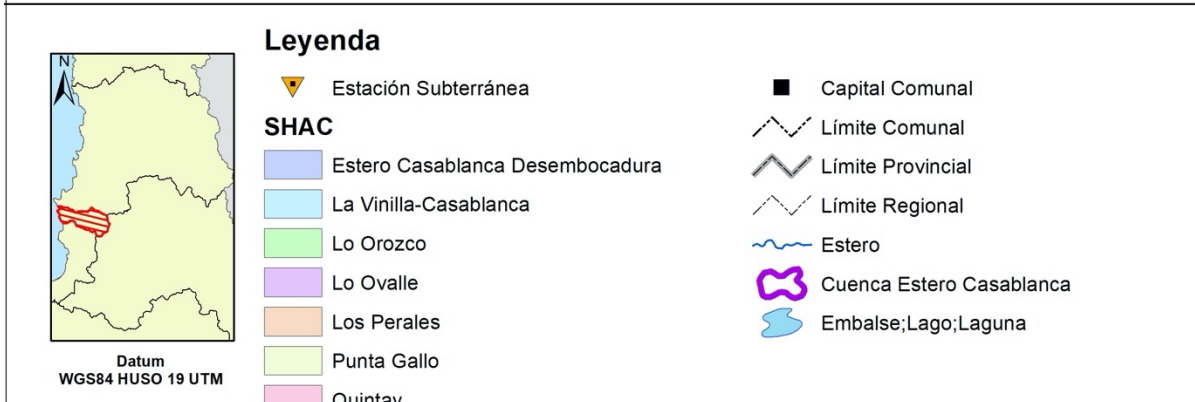 N
Datum
WGS84 HUSO 19 UTM
Leyenda
Estación Subterránea
SHAC
Estero Casablanca Desembocadura
La Vinilla-Casablanca
Lo Orozco
Lo Ovalle
Los Perales
Punta Gallo
Quintay
Capital Comunal
Límite Comunal
Límite Provincial
Límite Regional
Estero
Cuenca Estero Casablanca
Embalse;Lago;Laguna